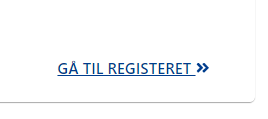 GÅ TIL REGISTERET »